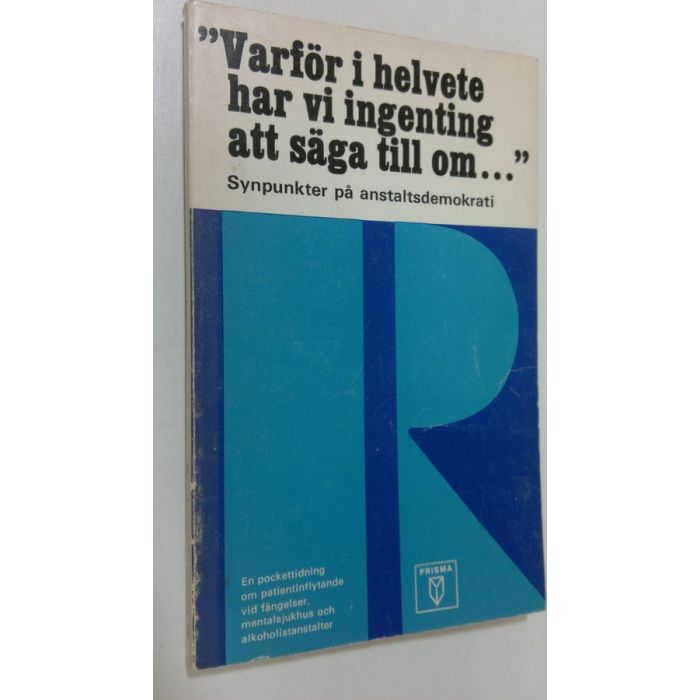 ”Varför i helvete
har vi ingenting
att säga till om...”
Synpunkter på anstaltsdemokrati
R
En pockettidning
om patientinflytande
vid fängelser,
mentalsjukhus och
alkoholistanstalter
PRISMA